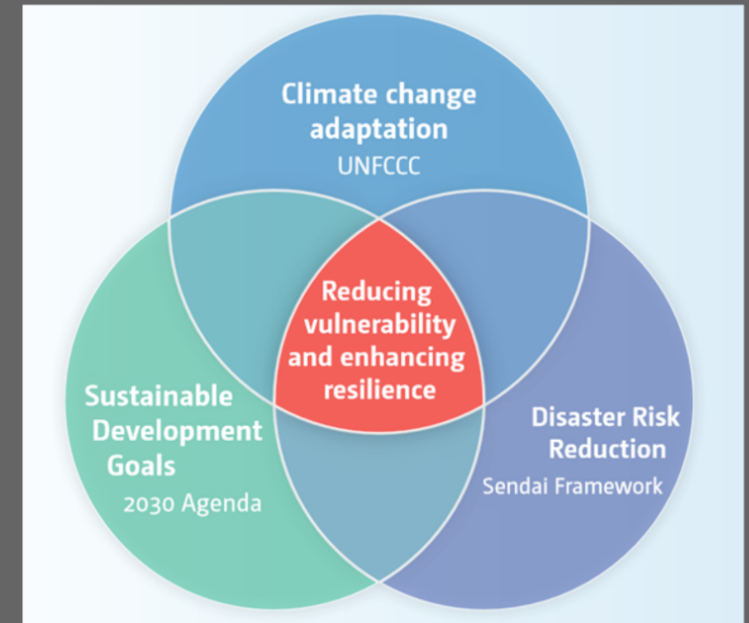 Climate change
adaptation
UNFCCC
Reducing
vulnerability
and enhancing
resilience
Sustainable
Development
Goals
2030 Agenda
Disaster Risk
Reduction
Sendai Framework